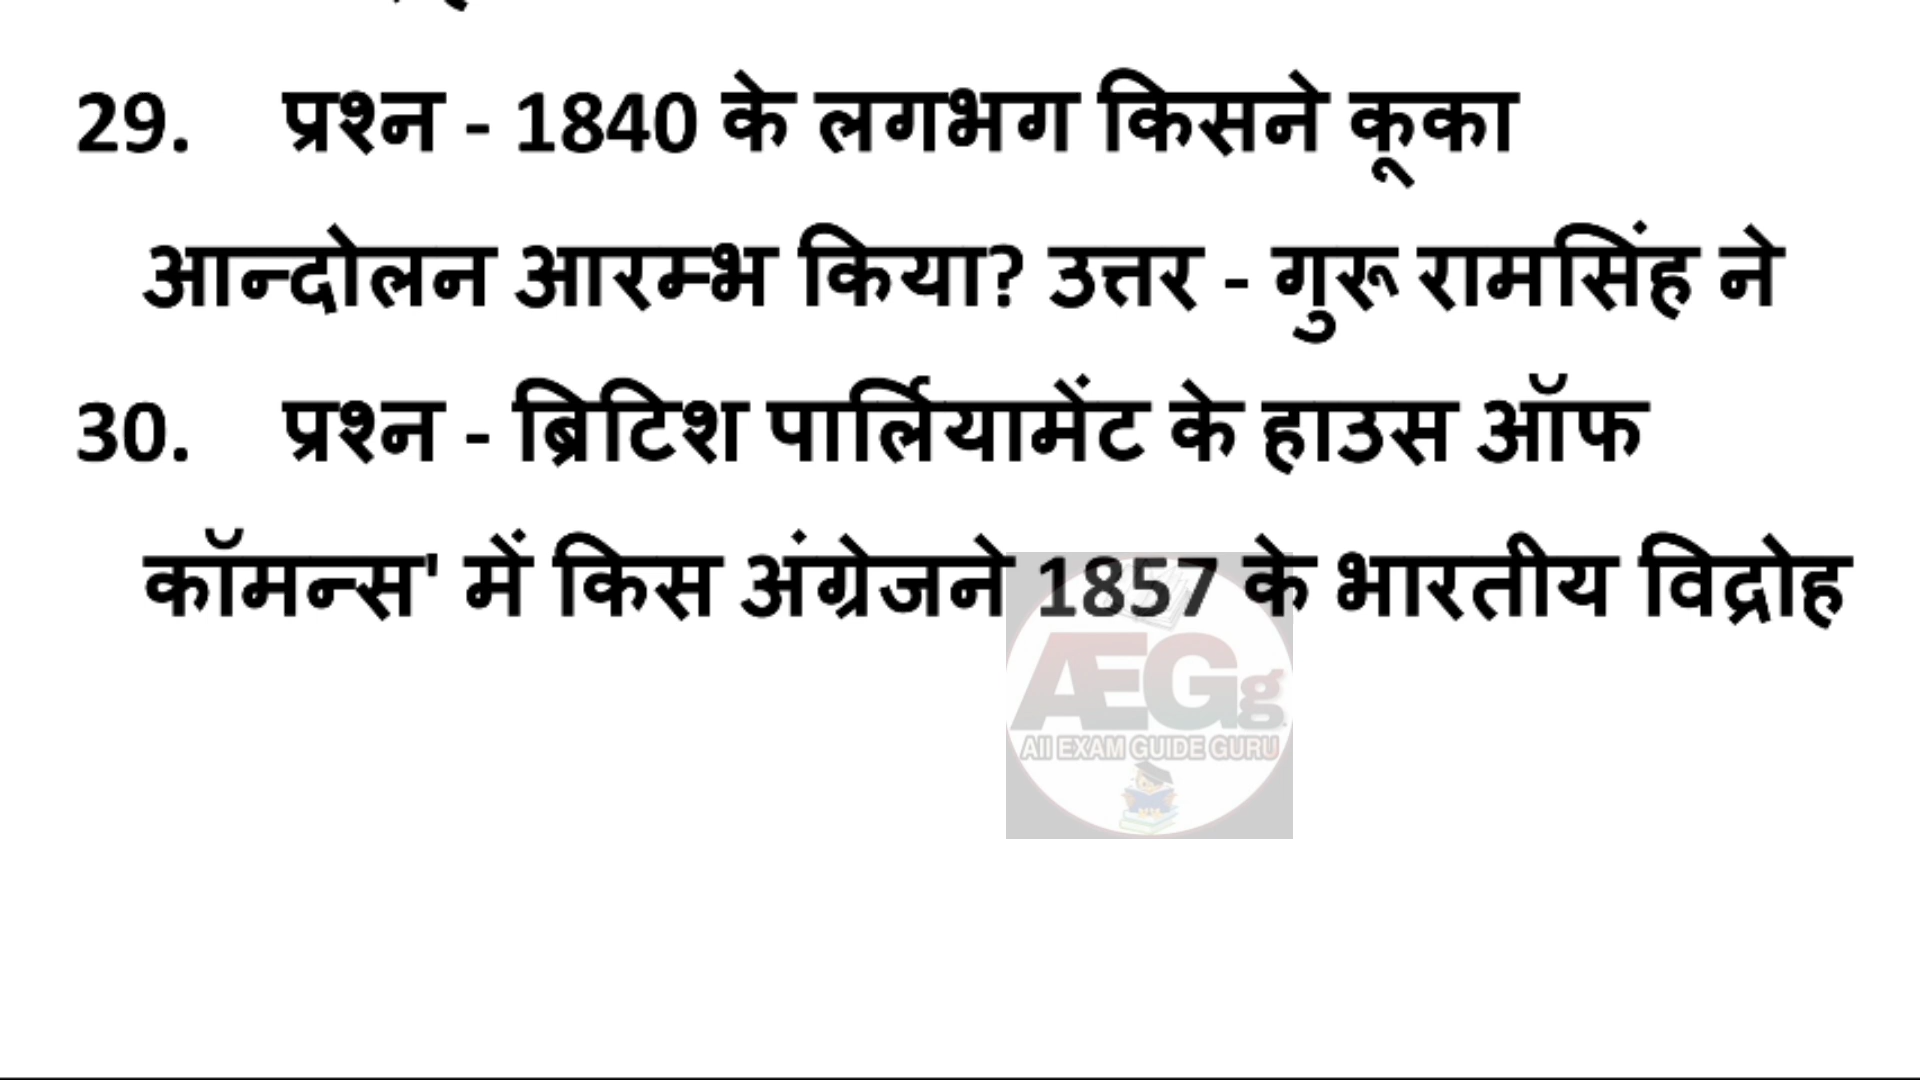 29. प्रश्न - 1840 के लगभग किसने कूका
आन्दोलन आरम्भ किया? उत्तर - गुरू रामसिंह ने
30. प्रश्न - ब्रिटिश पार्लियामेंट के हाउस ऑफ
कॉमन्स' में किस अंग्रेजने 1857 के भारतीय विद्रोह
ÆGg
All EXAM GUIDE GURU